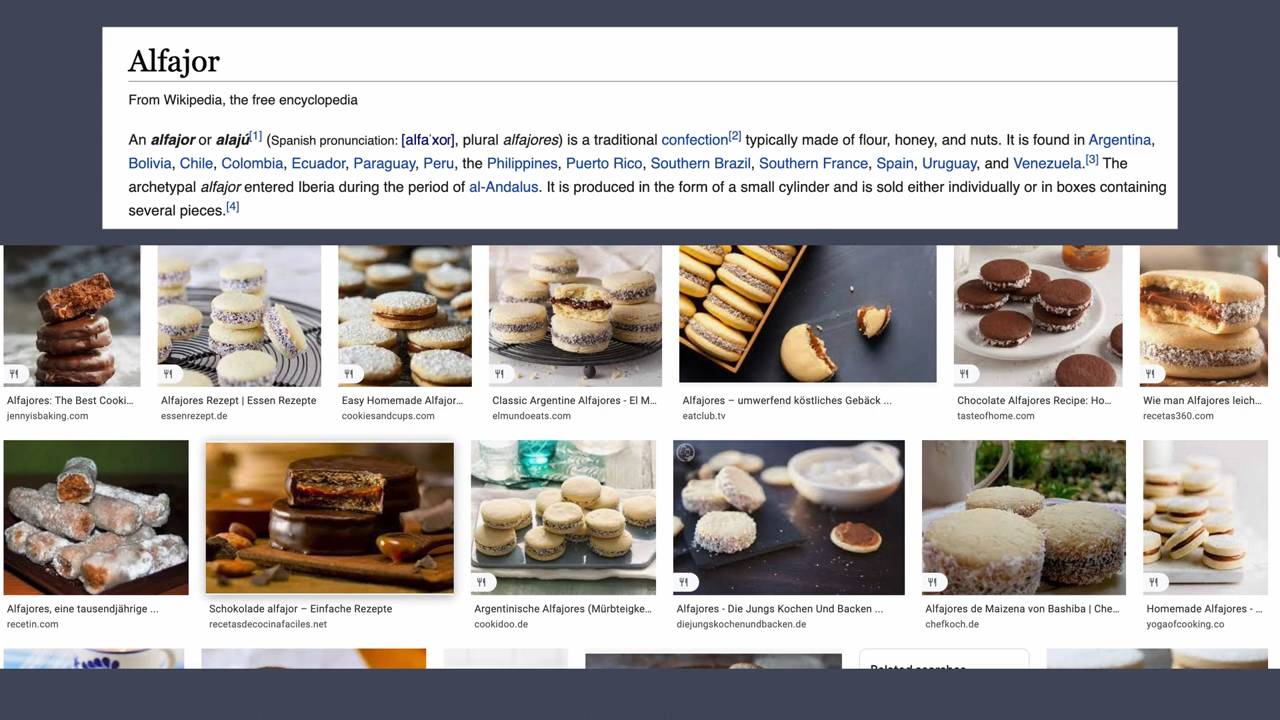 Alfajor
From Wikipedia, the free encyclopedia
An alfajor or alajú[1] (Spanish pronunciation: [alfaˈxoɾ], plural alfajores) is a traditional confection[2] typically made of flour, honey, and nuts. It is found in Argentina,
Bolivia, Chile, Colombia, Ecuador, Paraguay, Peru, the Philippines, Puerto Rico, Southern Brazil, Southern France, Spain, Uruguay, and Venezuela.[3] The
archetypal alfajor entered Iberia during the period of al-Andalus. It is produced in the form of a small cylinder and is sold either individually or in boxes containing
several pieces.[4]
Alfajores: The Best Cooki...
jennyisbaking.com
Alfajores Rezept | Essen Rezepte
essenrezept.de
Easy Homemade Alfajor...
cookiesandcups.com
Classic Argentine Alfajores - El M...
elmundoeats.com
Alfajores – umwerfend köstliches Gebäck ...
eatclub.tv
Chocolate Alfajores Recipe: Ho...
tasteofhome.com
Wie man Alfajores leich...
recetas360.com
Alfajores, eine tausendjährige ...
recetin.com
Schokolade alfajor – Einfache Rezepte
recetasdecocinafaciles.net
Argentinische Alfajores (Mürbteigke...
cookidoo.de
Alfajores - Die Jungs Kochen Und Backen ...
diejungskochenundbacken.de
Alfajores de Maizena von Bashiba | Che...
chefkoch.de
Homemade Alfajores - ...
yogaofcooking.co
Related searches